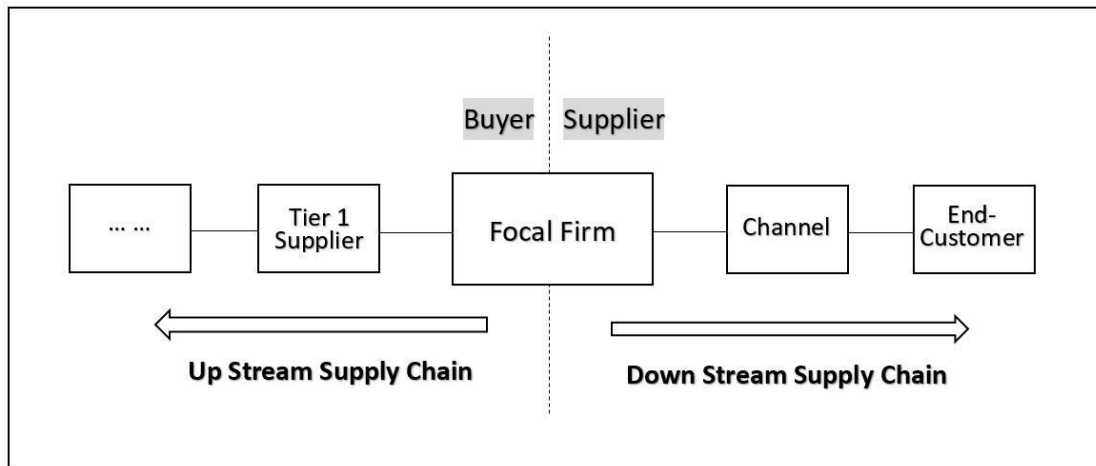 Buyer
Supplier
... ...
Tier 1
Supplier
Focal Firm
Channel
End-
Customer
Up Stream Supply Chain
Down Stream Supply Chain